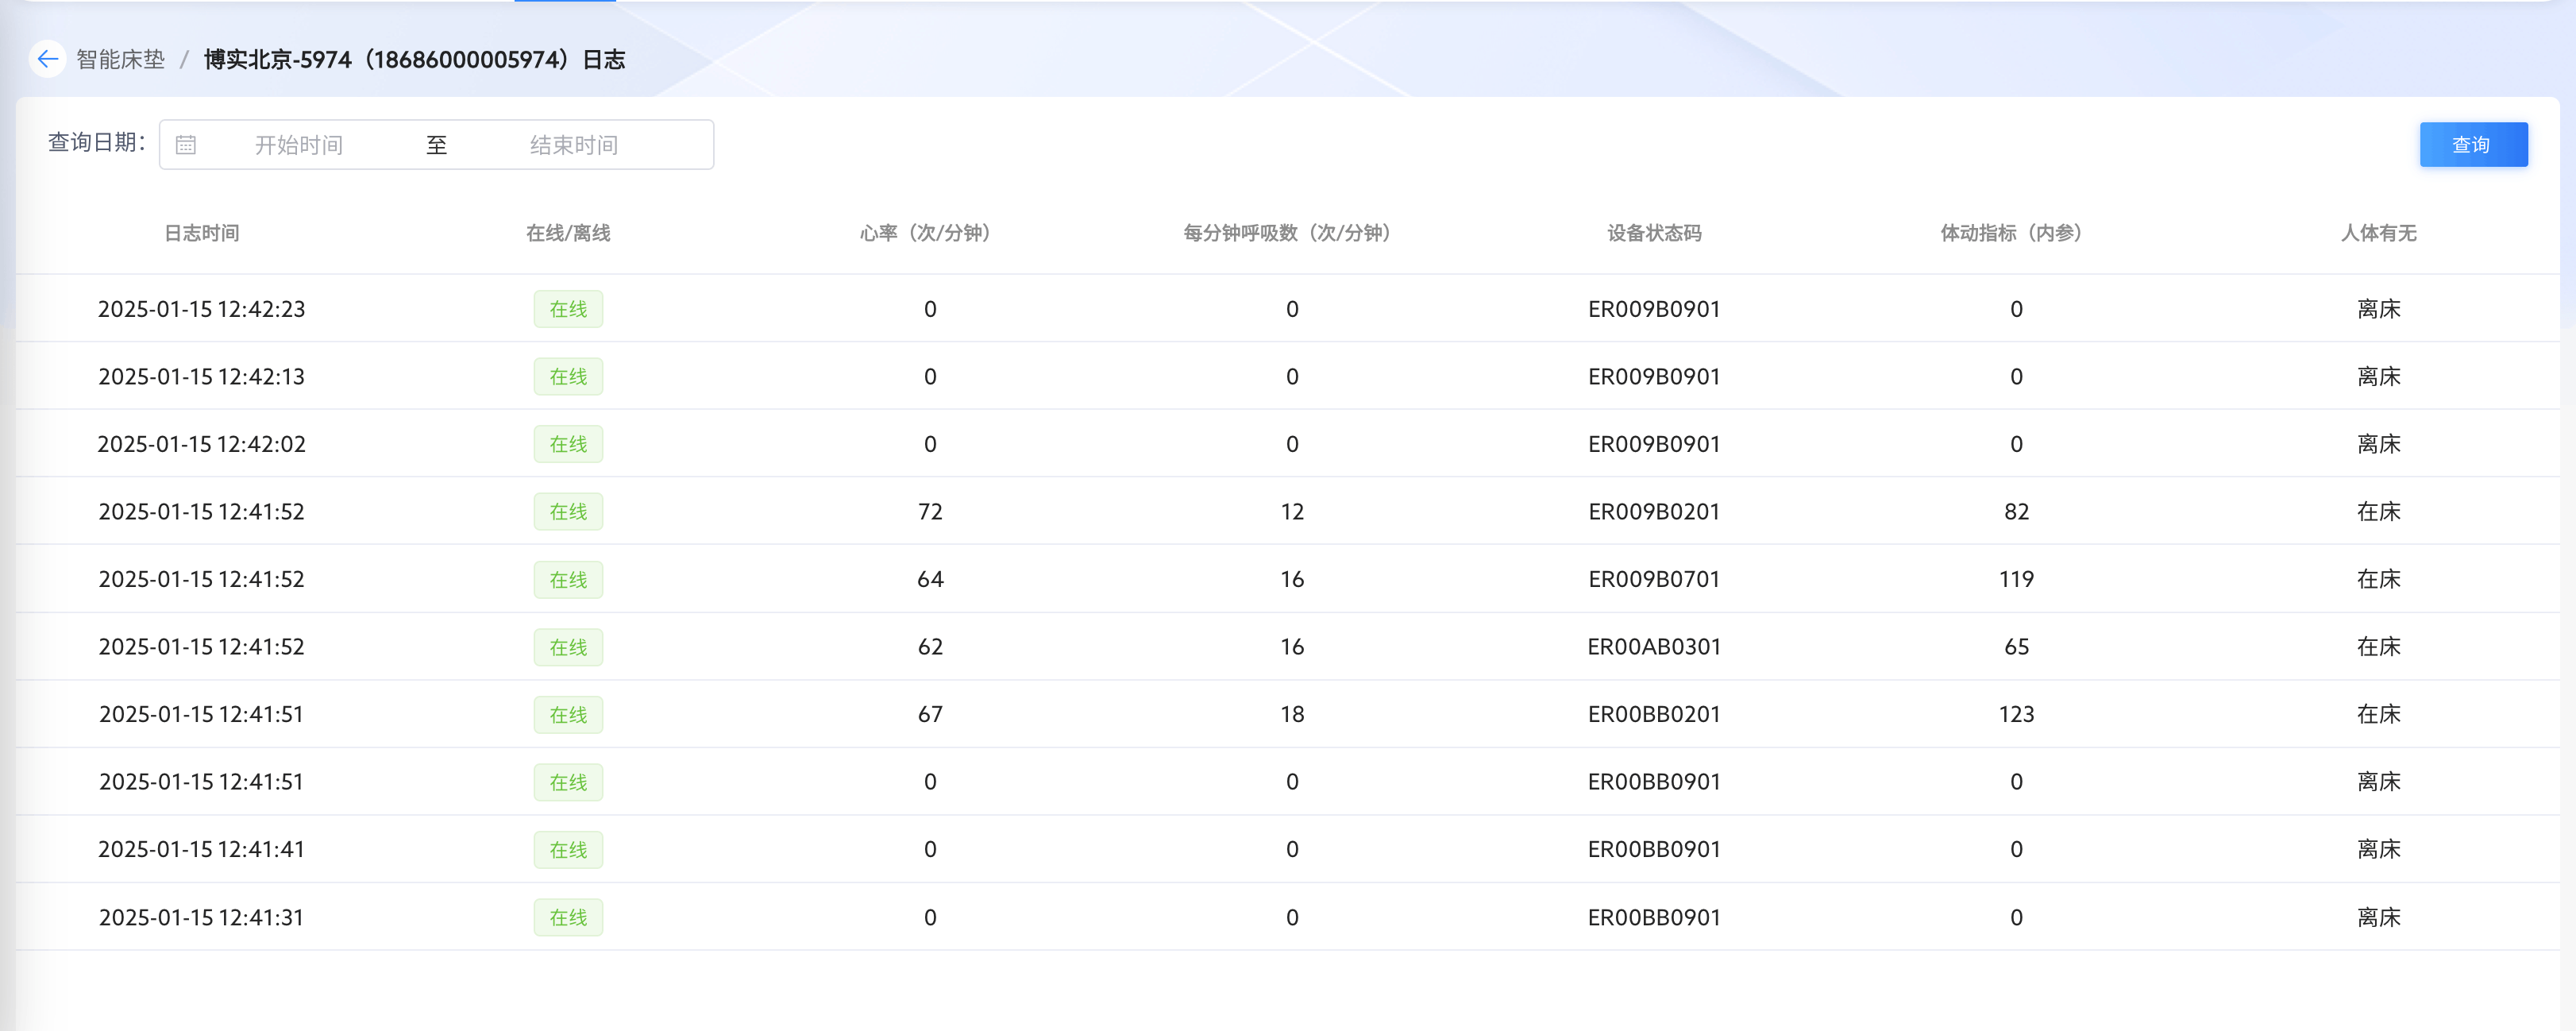 智能床垫 / 博实北京-5974（18686000005974）日志
查询日期： 开始时间 至 结束时间 查询
日志时间 在线/离线 心率（次/分钟） 每分钟呼吸数（次/分钟） 设备状态码 体动指标（内参） 人体有无
2025-01-15 12:42:23 在线 0 0 ER009B0901 0 离床
2025-01-15 12:42:13 在线 0 0 ER009B0901 0 离床
2025-01-15 12:42:02 在线 0 0 ER009B0901 0 离床
2025-01-15 12:41:52 在线 72 12 ER009B0201 82 在床
2025-01-15 12:41:52 在线 64 16 ER009B0701 119 在床
2025-01-15 12:41:52 在线 62 16 ER00AB0301 65 在床
2025-01-15 12:41:51 在线 67 18 ER00BB0201 123 在床
2025-01-15 12:41:51 在线 0 0 ER00BB0901 0 离床
2025-01-15 12:41:41 在线 0 0 ER00BB0901 0 离床
2025-01-15 12:41:31 在线 0 0 ER00BB0901 0 离床